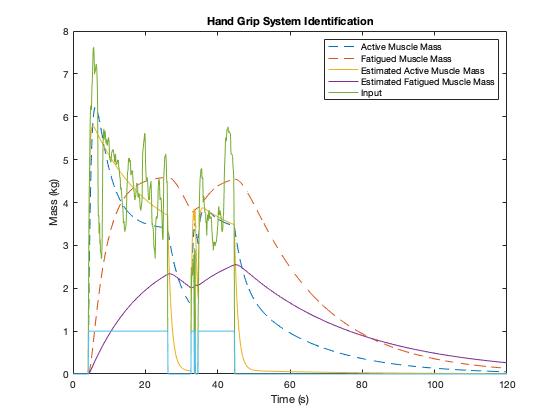 Hand Grip System Identification
8
7
6
5
4
3
2
1
0
Mass (kg)
Active Muscle Mass
Fatigued Muscle Mass
Estimated Active Muscle Mass
Estimated Fatigued Muscle Mass
Input
0 20 40 60 80 100 120
Time (s)